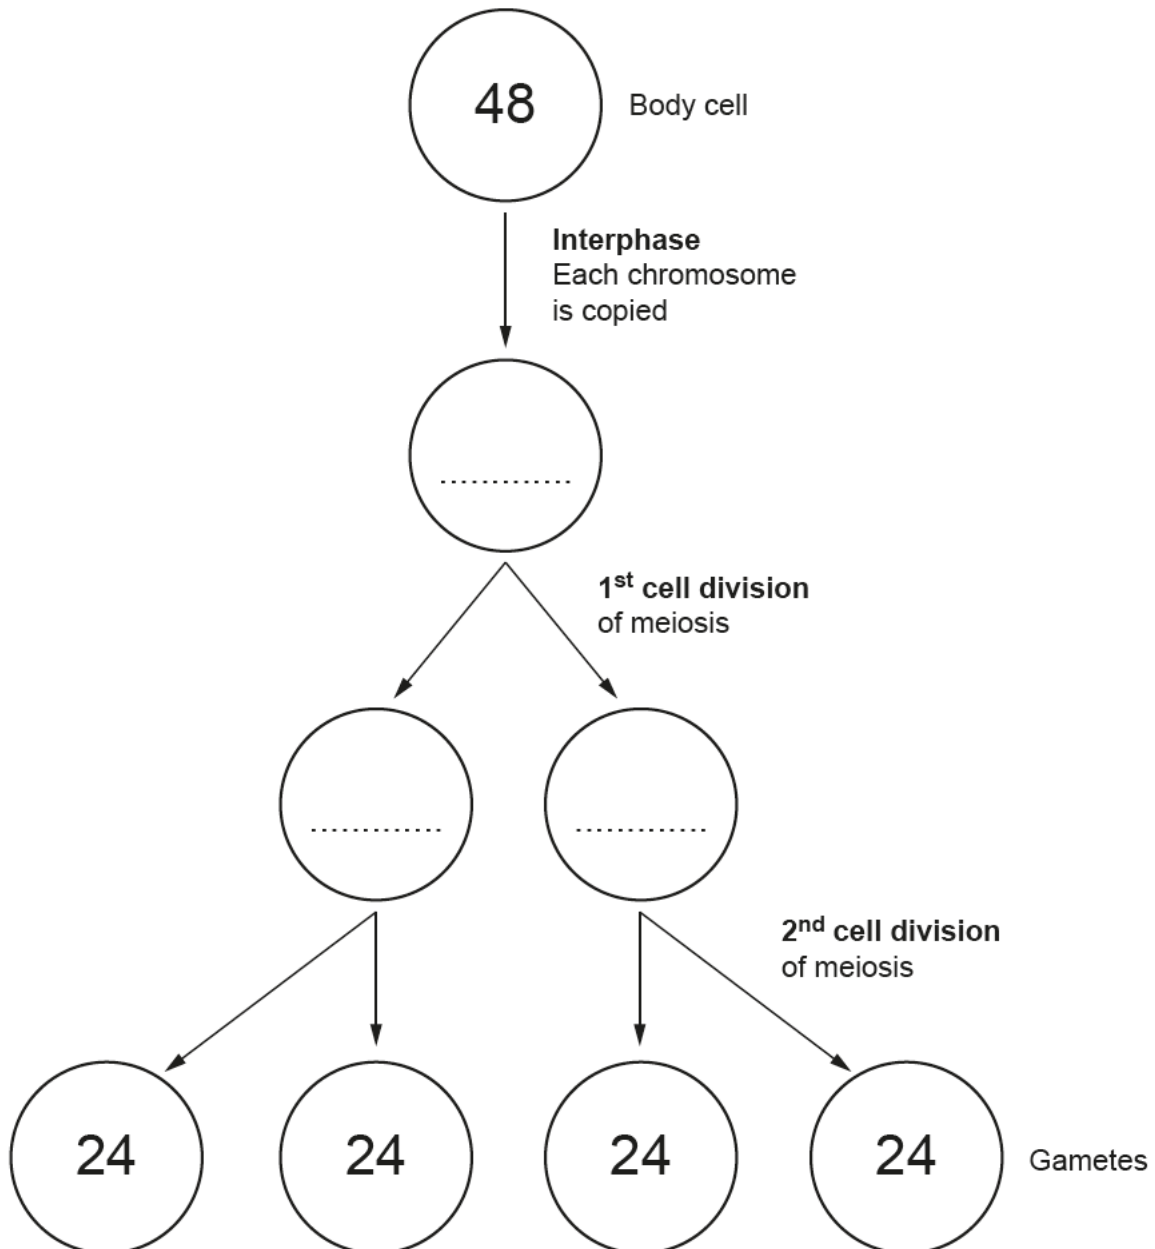 48
Body cell
Interphase
Each chromosome
is copied
.............
1st cell division
of meiosis
.............
.............
2nd cell division
of meiosis
24
24
24
24
Gametes